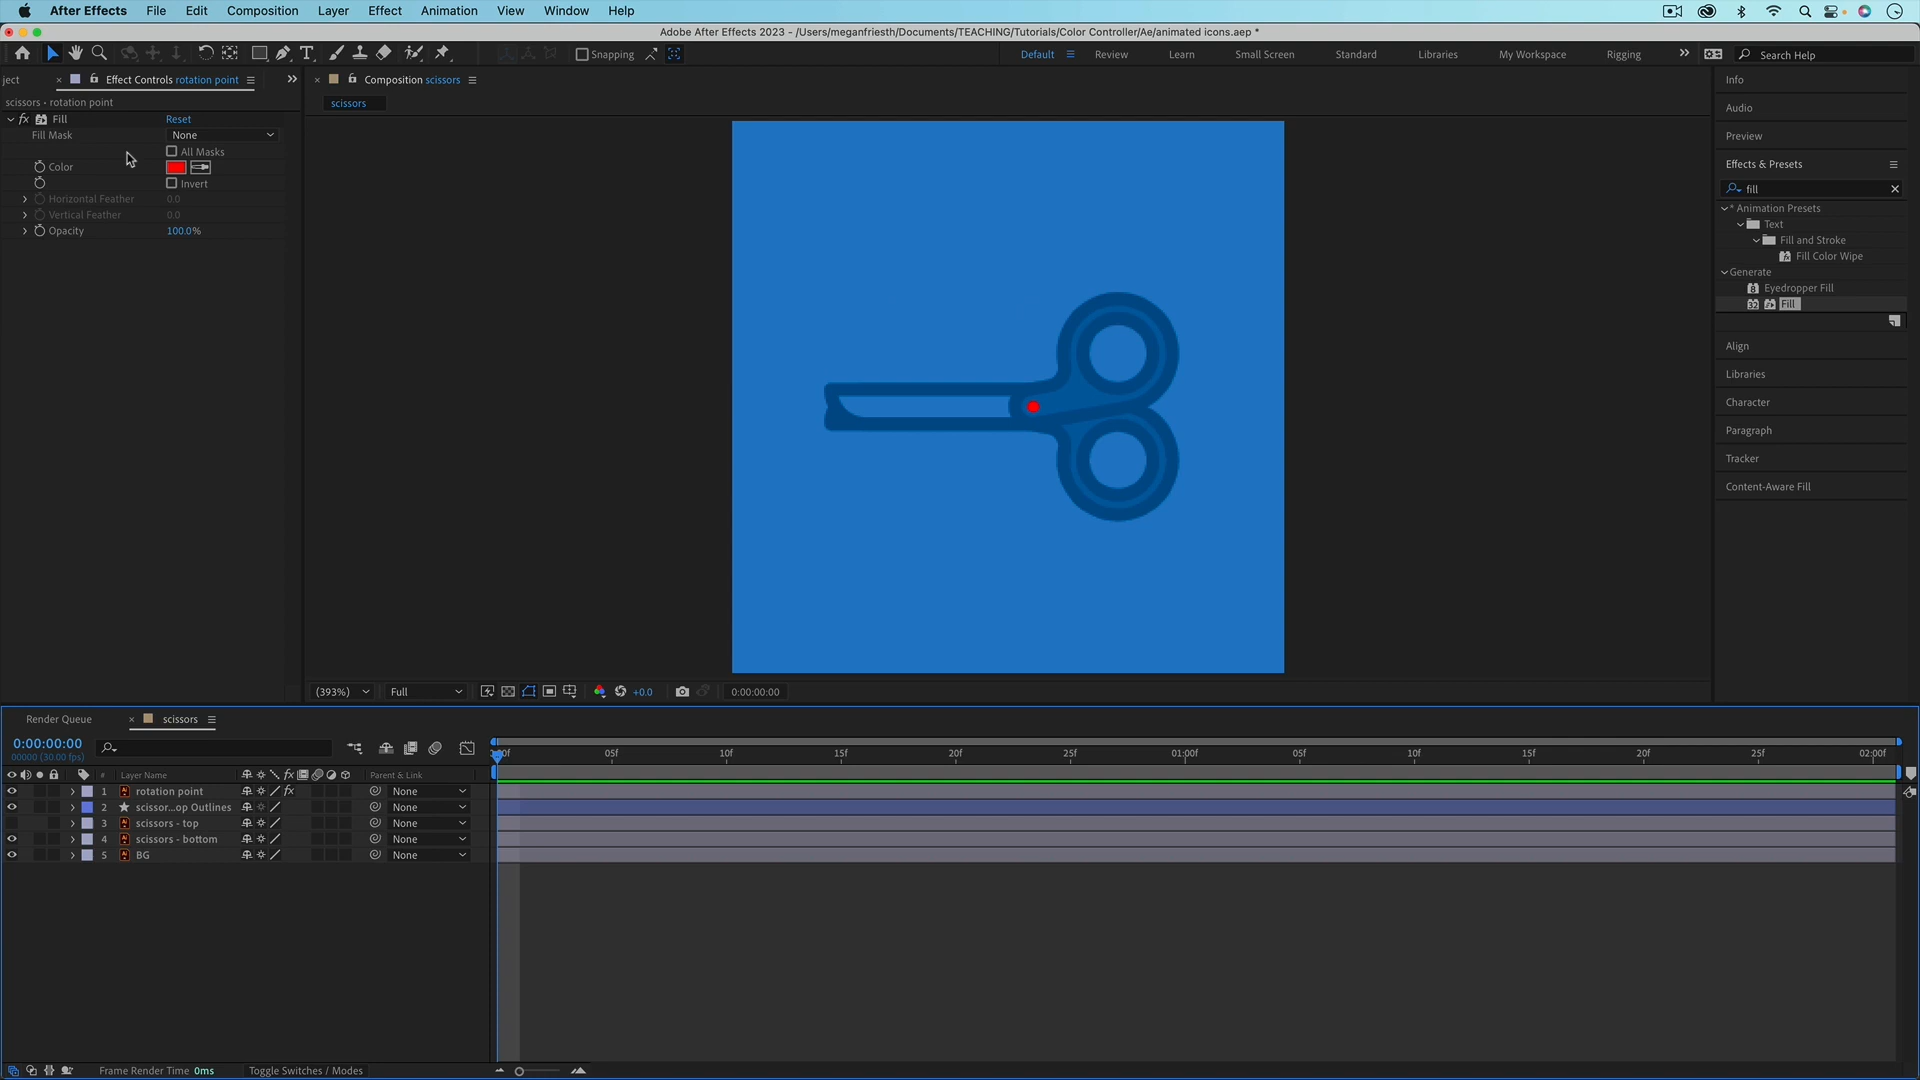 After Effects File Edit Composition Layer Effect Animation View Window Help
Adobe After Effects 2023 - /Users/meganfriesth/Documents/TEACHING/Tutorials/Color Controller/Ae/animated icons.aep *
Snapping Default Review Learn Small Screen Standard Libraries My Workspace Rigging Search Help
ject Effect Controls rotation point Composition scissors Info
scissors • rotation point scissors
Audio
fx Fill Reset
Fill Mask None
Preview
All Masks
Color
Effects & Presets
Invert
fill
Horizontal Feather 0.0
Vertical Feather 0.0
Opacity 100.0%
* Animation Presets
Text
Fill and Stroke
Fill Color Wipe
Generate
Eyedropper Fill
Fill
Align
Libraries
Character
Paragraph
Tracker
Content-Aware Fill
(393%) Full +0.0 0:00:00:00
Render Queue scissors
0:00:00:00
00000 (30.00 fps)
05f 10f 15f 20f 25f 01:00f 05f 10f 15f 20f 25f 02:00f
# Layer Name fx Parent & Link
1 rotation point fx None
2 scissor...op Outlines None
3 scissors - top None
4 scissors - bottom None
5 BG None
Frame Render Time 0ms Toggle Switches / Modes